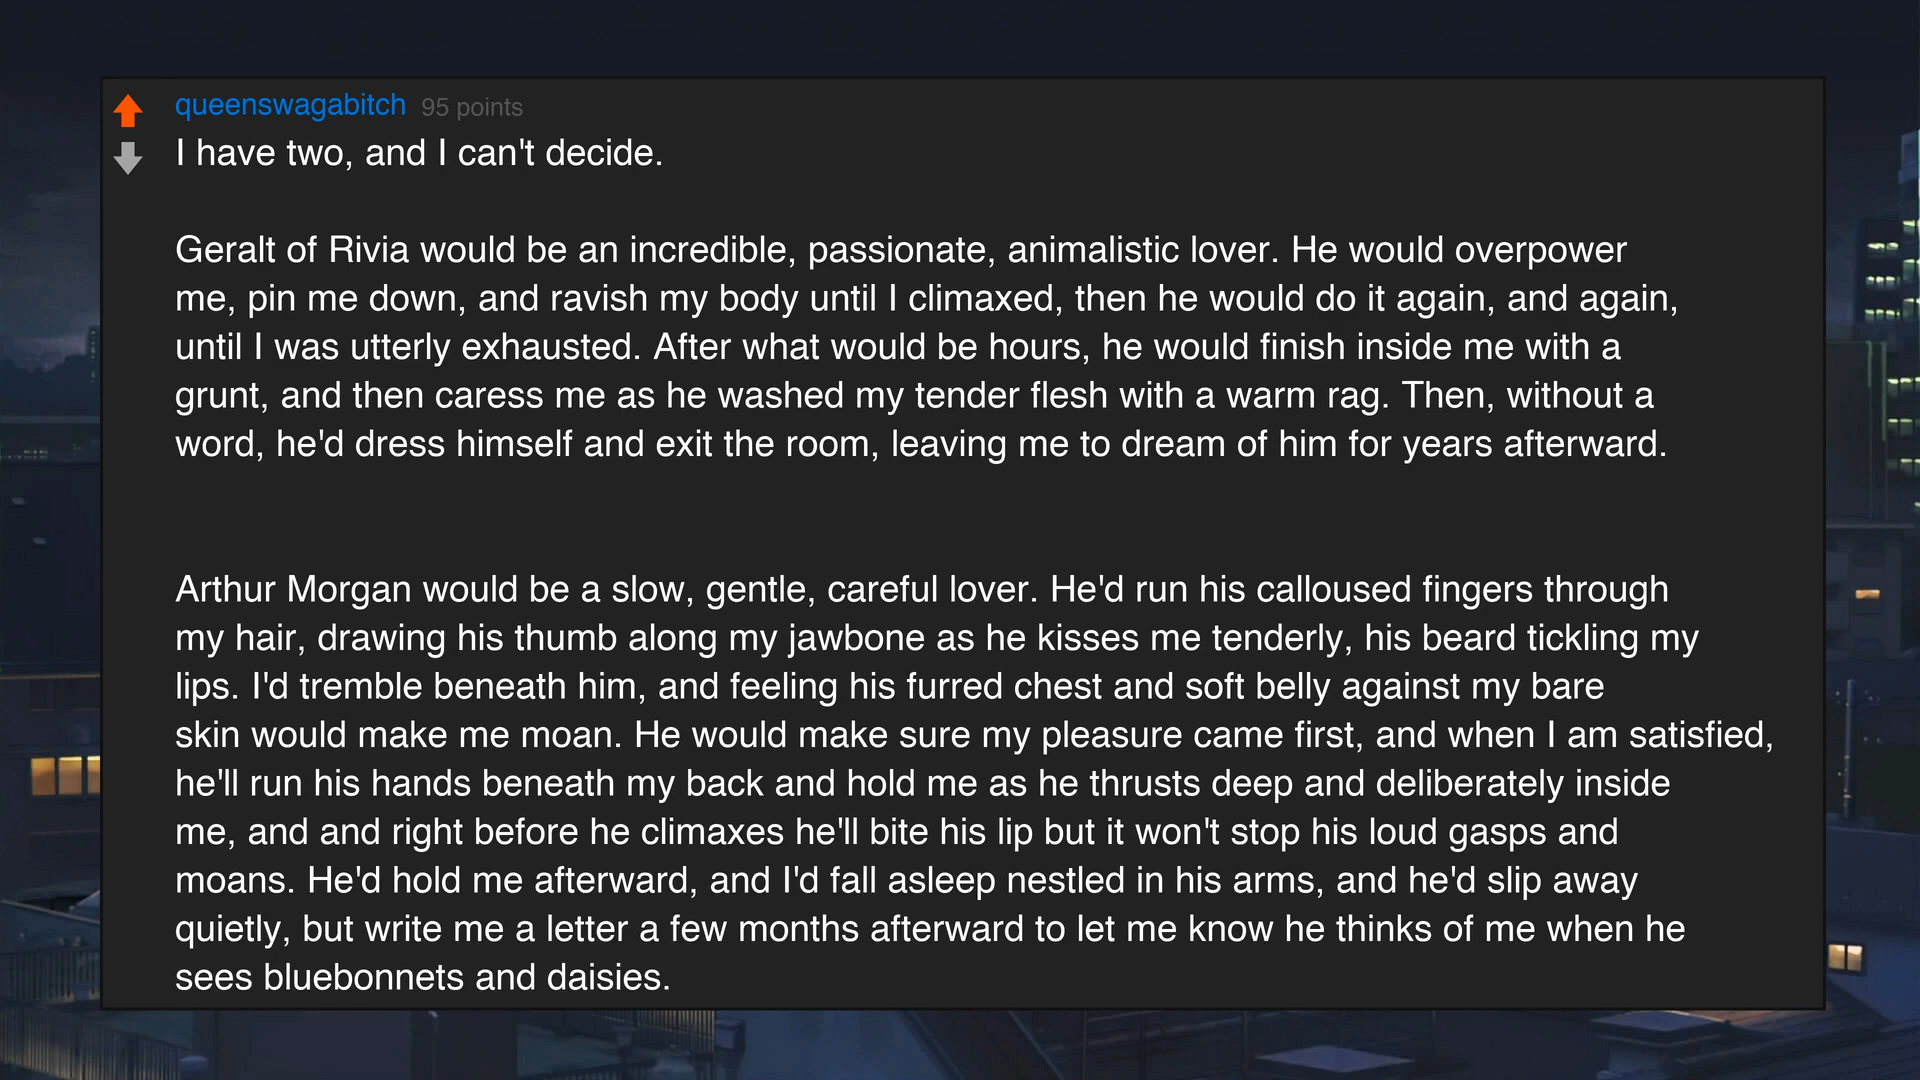 queenswagabitch 95 points
I have two, and I can't decide.
Geralt of Rivia would be an incredible, passionate, animalistic lover. He would overpower
me, pin me down, and ravish my body until I climaxed, then he would do it again, and again,
until I was utterly exhausted. After what would be hours, he would finish inside me with a
grunt, and then caress me as he washed my tender flesh with a warm rag. Then, without a
word, he'd dress himself and exit the room, leaving me to dream of him for years afterward.
Arthur Morgan would be a slow, gentle, careful lover. He'd run his calloused fingers through
my hair, drawing his thumb along my jawbone as he kisses me tenderly, his beard tickling my
lips. I'd tremble beneath him, and feeling his furred chest and soft belly against my bare
skin would make me moan. He would make sure my pleasure came first, and when I am satisfied,
he'll run his hands beneath my back and hold me as he thrusts deep and deliberately inside
me, and and right before he climaxes he'll bite his lip but it won't stop his loud gasps and
moans. He'd hold me afterward, and I'd fall asleep nestled in his arms, and he'd slip away
quietly, but write me a letter a few months afterward to let me know he thinks of me when he
sees bluebonnets and daisies.